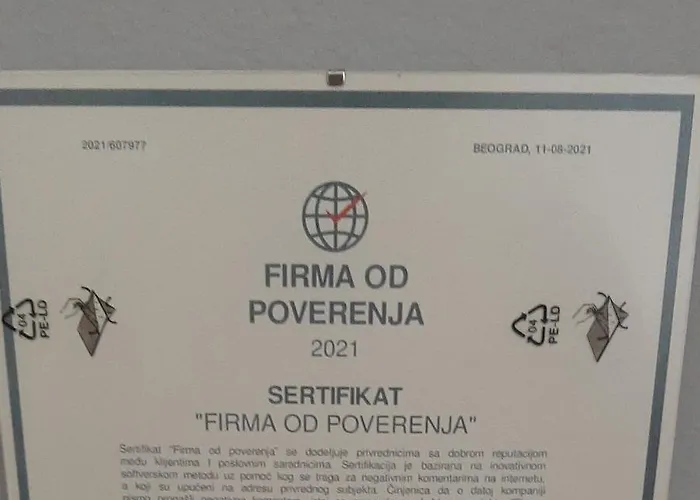 2021/607977
BEOGRAD, 11-08-2021
FIRMA OD
POVERENJA
2021
04
PE-LD
04
PE-LD
SERTIFIKAT
"FIRMA OD POVERENJA"
Sertifikat "Firma od poverenja" se dodeljuje privrednicima sa dobrom reputacijom
među klijentima i poslovnim saradnicima. Sertifikacija je bazirana na inovativnom
softverskom metodu uz pomoć kog se traga za negativnim komentarima na internetu,
a koji su upućeni na adresu privrednog subjekta. Činjenica da o datoj kompaniji